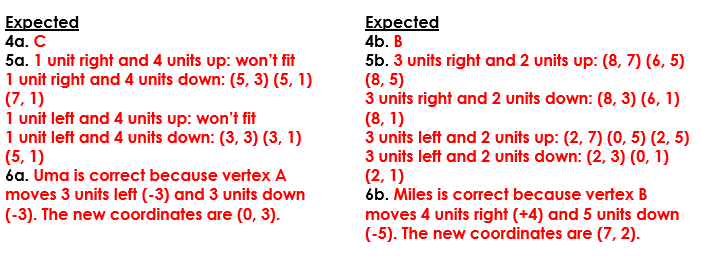 Expected
4a. C
5a. 1 unit right and 4 units up: won't fit
1 unit right and 4 units down: (5, 3) (5, 1)
(7, 1)
1 unit left and 4 units up: won't fit
1 unit left and 4 units down: (3, 3) (3, 1)
(5, 1)
6a. Uma is correct because vertex A
moves 3 units left (-3) and 3 units down
(-3). The new coordinates are (0, 3).
Expected
4b. B
5b. 3 units right and 2 units up: (8, 7) (6, 5)
(8, 5)
3 units right and 2 units down: (8, 3) (6, 1)
(8, 1)
3 units left and 2 units up: (2, 7) (0, 5) (2, 5)
3 units left and 2 units down: (2, 3) (0, 1)
(2, 1)
6b. Miles is correct because vertex B
moves 4 units right (+4) and 5 units down
(-5). The new coordinates are (7, 2).